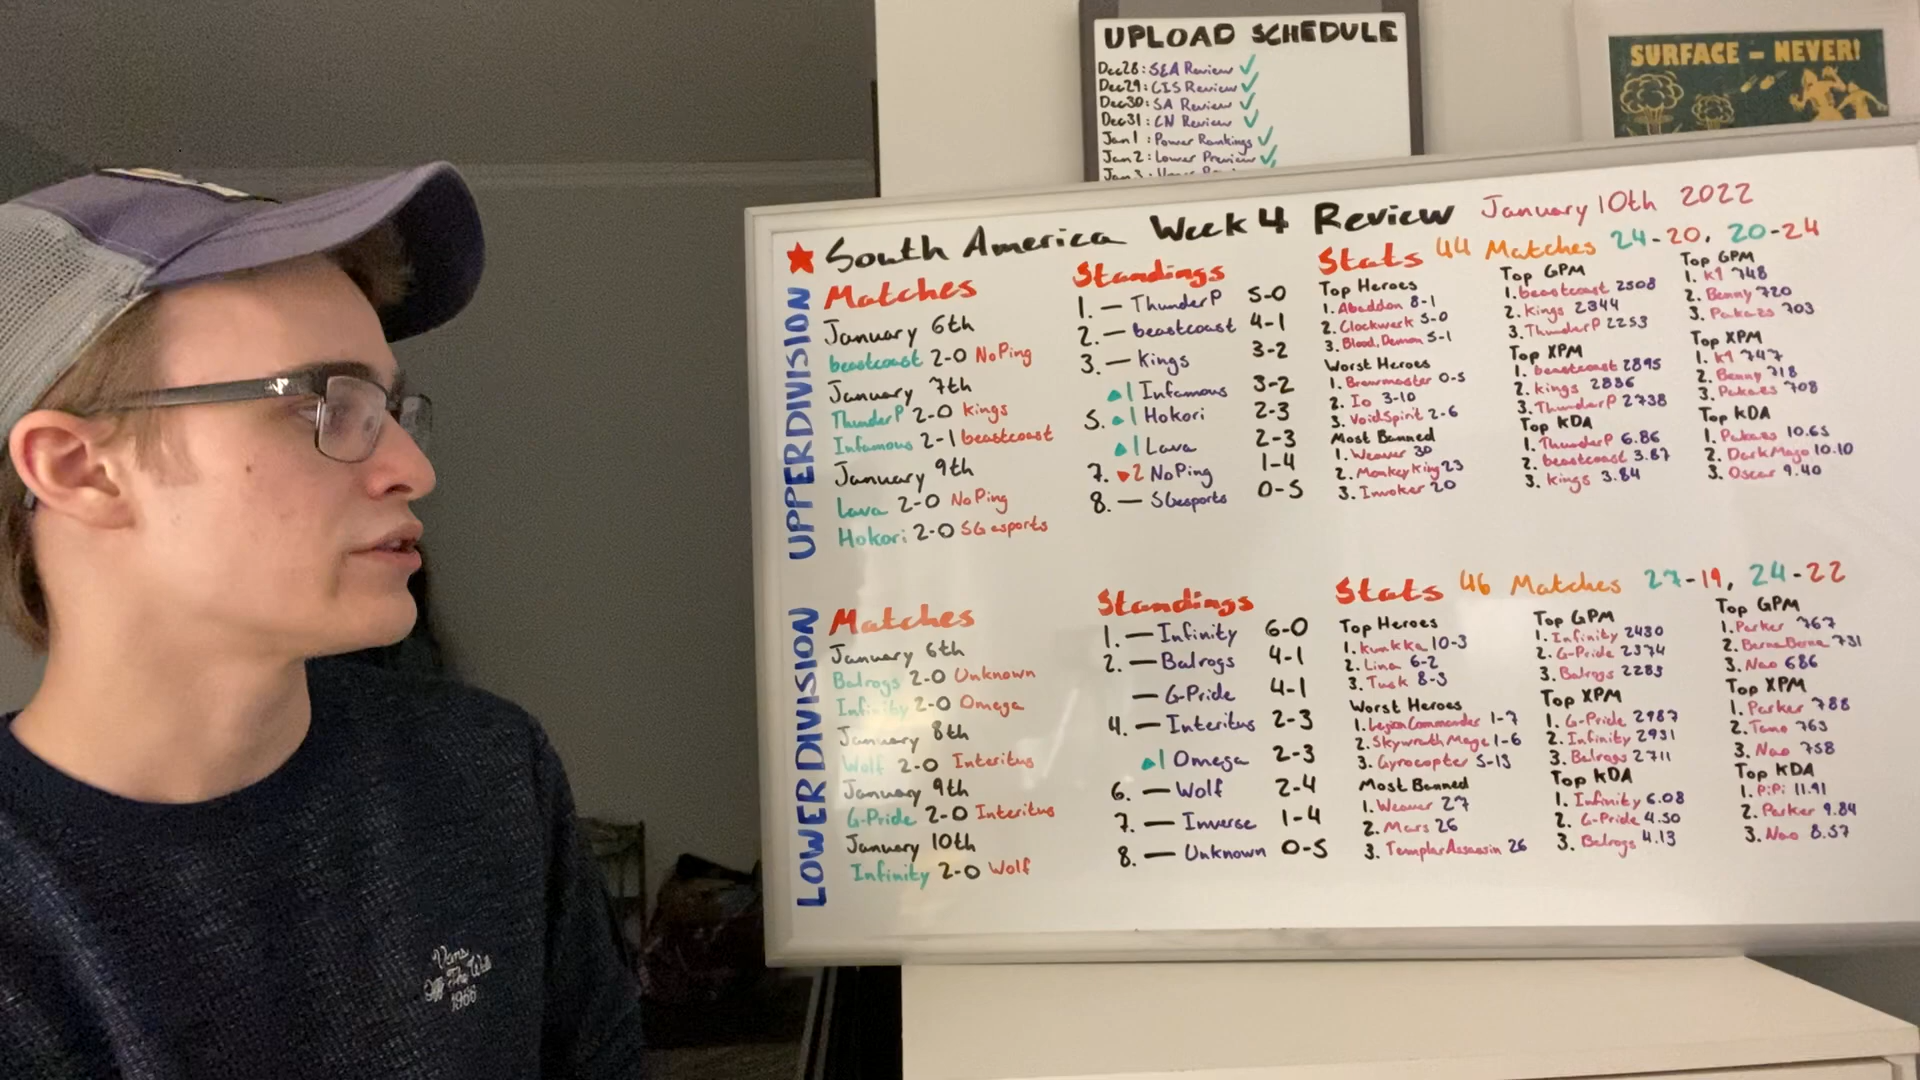 UPLOAD SCHEDULE
Dec28: SEA Review ✓
Dec29: CIS Review ✓
Dec30: SA Review ✓
Dec31: CN Review ✓
Jan1: Power Rankings ✓
Jan2: Lower Preview ✓
Jan3:
SURFACE - NEVER!
★ South America Week 4 Review January 10th 2022
UPPER DIVISION
Matches
January 6th
beastcoast 2-0 NoPing
January 7th
ThunderP 2-0 Kings
Infamous 2-1 beastcoast
January 9th
Lava 2-0 NoPing
Hokori 2-0 SG esports
Standings
1. — ThunderP 5-0
2. — beastcoast 4-1
3. — Kings 3-2
▲1 Infamous 3-2
5. ▲1 Hokori 2-3
▲1 Lava 2-3
7. ▼2 NoPing 1-4
8. — SGesports 0-5
Stats 44 Matches 24-20, 20-24
Top Heroes
1. Abaddon 8-1
2. Clockwerk 5-0
3. Blood, Demon 5-1
Worst Heroes
1. Brewmaster 0-5
2. Io 3-10
3. Void Spirit 2-6
Most Banned
1. Weaver 30
2. Monkey King 23
3. Invoker 20
Top GPM
1. beastcoast 2508
2. Kings 2344
3. ThunderP 2253
Top XPM
1. beastcoast 2895
2. Kings 2886
3. ThunderP 2738
Top KDA
1. ThunderP 6.86
2. beastcoast 3.87
3. Kings 3.84
Top GPM
1. K1 748
2. Benny 720
3. Pakazs 703
Top XPM
1. K1 747
2. Benny 718
3. Pakazs 708
Top KDA
1. Pakazs 10.65
2. DarkMago 10.10
3. Oscar 9.40
LOWER DIVISION
Matches
January 6th
Balrogs 2-0 Unknown
Infinity 2-0 Omega
January 8th
Wolf 2-0 Interitus
January 9th
G-Pride 2-0 Interitus
January 10th
Infinity 2-0 Wolf
Standings
1. — Infinity 6-0
2. — Balrogs 4-1
— G-Pride 4-1
4. — Interitus 2-3
▲1 Omega 2-3
6. — Wolf 2-4
7. — Inverse 1-4
8. — Unknown 0-5
Stats 46 Matches 27-19, 24-22
Top Heroes
1. Kunkka 10-3
2. Lina 6-2
3. Tusk 8-3
Worst Heroes
1. Legion Commander 1-7
2. Skywrath Mage 1-6
3. Gyrocopter 5-13
Most Banned
1. Weaver 27
2. Mars 26
3. Templar Assassin 26
Top GPM
1. Infinity 2430
2. G-Pride 2374
3. Balrogs 2283
Top XPM
1. G-Pride 2987
2. Infinity 2931
3. Balrogs 2711
Top KDA
1. Infinity 6.08
2. G-Pride 4.50
3. Balrogs 4.13
Top GPM
1. Parker 767
2. BernaBerna 731
3. Nao 686
Top XPM
1. Parker 788
2. Tomo 763
3. Nao 758
Top KDA
1. PiPi 11.91
2. Parker 9.84
3. Nao 8.57
Vans
Off The Wall
1966